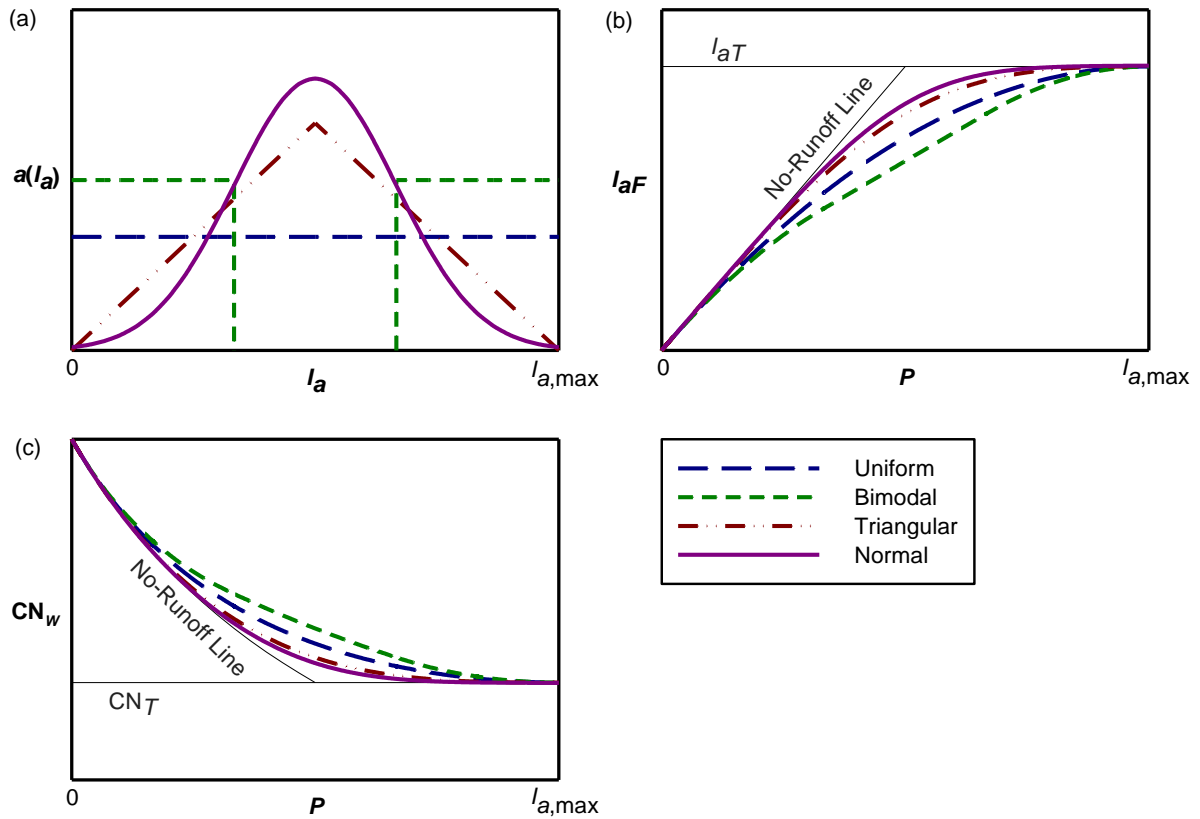 (a)
a(Ia)
0
Ia
Ia,max
(b)
IaT
No-Runoff Line
IaF
0
P
Ia,max
(c)
CNw
No-Runoff Line
CNT
0
P
Ia,max
Uniform
Bimodal
Triangular
Normal